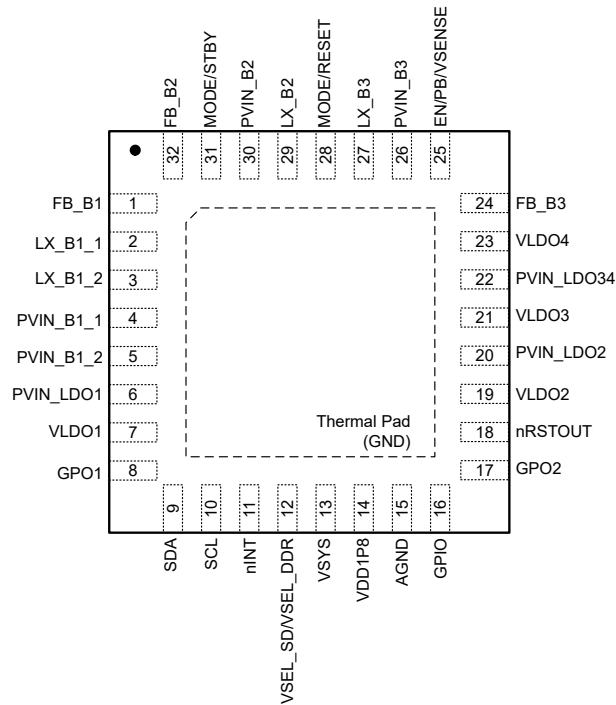 FB_B2
MODE/STBY
PVIN_B2
LX_B2
MODE/RESET
LX_B3
PVIN_B3
EN/PB/VSENSE
32
31
30
29
28
27
26
25
FB_B1 1
LX_B1_1 2
LX_B1_2 3
PVIN_B1_1 4
PVIN_B1_2 5
PVIN_LDO1 6
VLDO1 7
GPO1 8
24 FB_B3
23 VLDO4
22 PVIN_LDO34
21 VLDO3
20 PVIN_LDO2
19 VLDO2
18 nRSTOUT
17 GPO2
Thermal Pad
(GND)
9
10
11
12
13
14
15
16
SDA
SCL
nINT
VSEL_SD/VSEL_DDR
VSYS
VDD1P8
AGND
GPIO